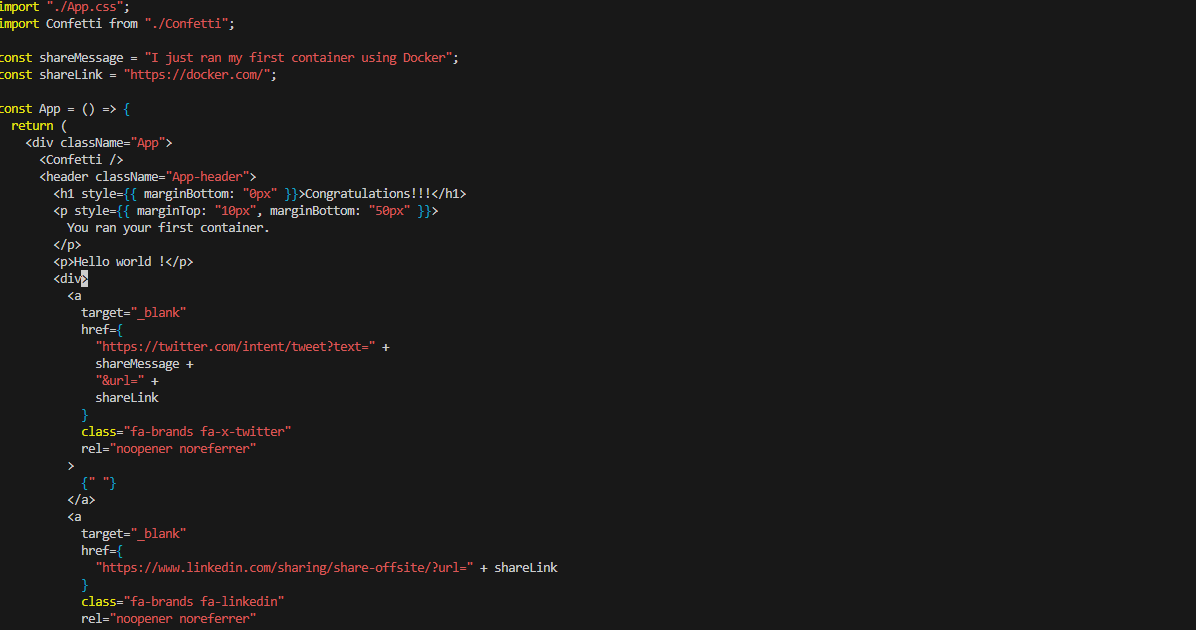 import "./App.css";
import Confetti from "./Confetti";

const shareMessage = "I just ran my first container using Docker";
const shareLink = "https://docker.com/";

const App = () => {
  return (
    <div className="App">
      <Confetti />
      <header className="App-header">
        <h1 style={{ marginBottom: "0px" }}>Congratulations!!!</h1>
        <p style={{ marginTop: "10px", marginBottom: "50px" }}>
          You ran your first container.
        </p>
        <p>Hello world !</p>
        <div>
          <a
            target="_blank"
            href={
              "https://twitter.com/intent/tweet?text=" +
              shareMessage +
              "&url=" +
              shareLink
            }
            class="fa-brands fa-x-twitter"
            rel="noopener noreferrer"
          >
            {" "}
          </a>
          <a
            target="_blank"
            href={
              "https://www.linkedin.com/sharing/share-offsite/?url=" + shareLink
            }
            class="fa-brands fa-linkedin"
            rel="noopener noreferrer"